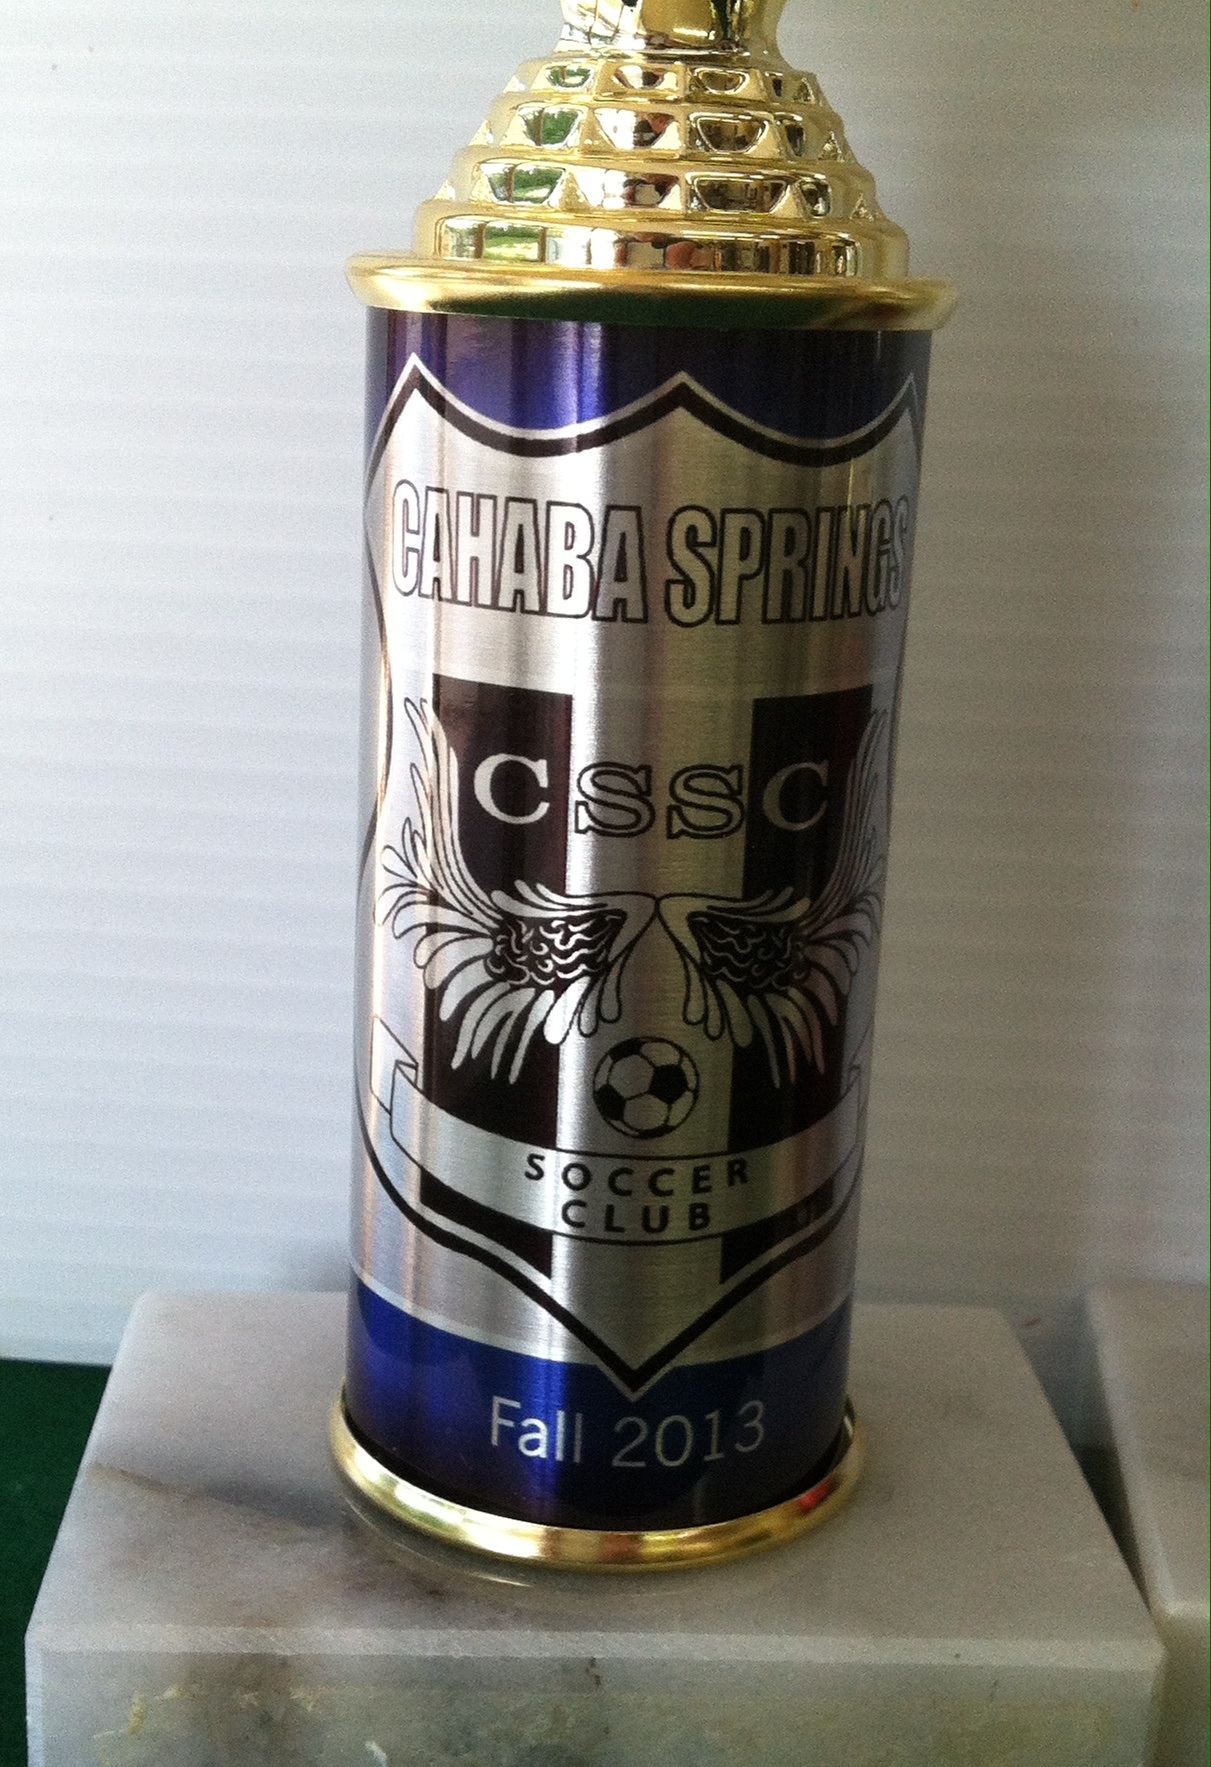 CAHABA SPRINGS
CSSC
SOCCER
CLUB
Fall 2013